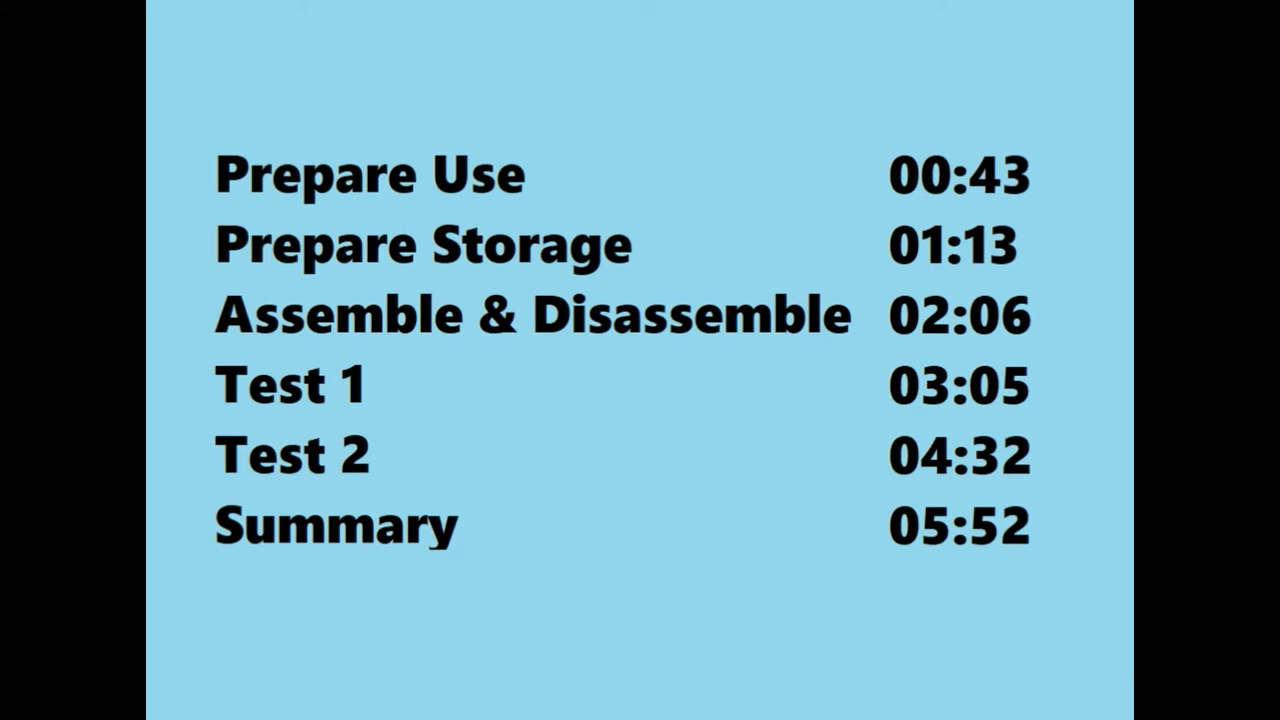 Prepare Use 00:43
Prepare Storage 01:13
Assemble & Disassemble 02:06
Test 1 03:05
Test 2 04:32
Summary 05:52